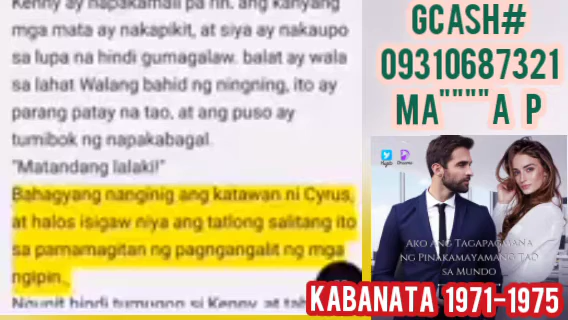 Kenny ay napakamali pa rin. ang kanyang
mga mata ay nakapikit, at siya ay nakaupo
sa lupa na hindi gumagalaw. balat ay wala
sa lahat Walang bahid ng ningning, ito ay
parang patay na tao, at ang puso ay
tumibok ng napakabagal.
"Matandang lalaki!"
Bahagyang nanginig ang katawan ni Cyrus,
at halos isigaw niya ang tatlong salitang ito
sa pamamagitan ng pagngangalit ng mga
ngipin.
Ngunit hindi tumugon si Kenny, at
GCASH#
09310687321
MA""""A P
AKO ANG TAGAPAGMANA
NG PINAKAMAYAMANG TAO
SA MUNDO
KABANATA 1971-1975